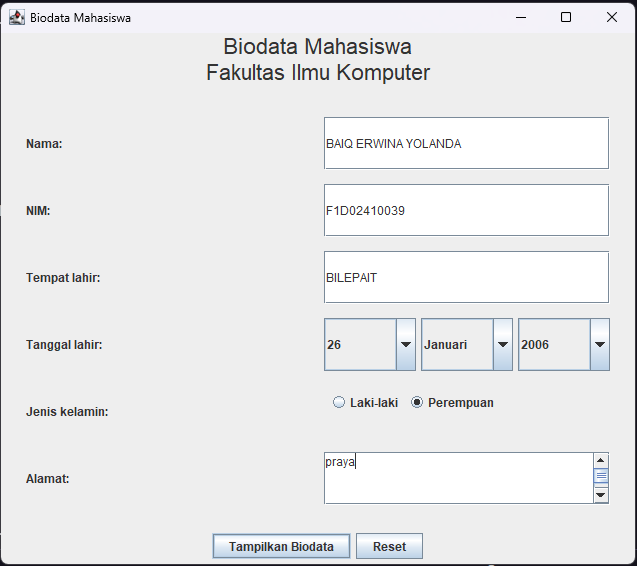 Biodata Mahasiswa
Biodata Mahasiswa
Fakultas Ilmu Komputer
Nama: BAIQ ERWINA YOLANDA
NIM: F1D02410039
Tempat lahir: BILEPAIT
Tanggal lahir: 26 Januari 2006
Jenis kelamin: Laki-laki Perempuan
Alamat: praya
Tampilkan Biodata Reset